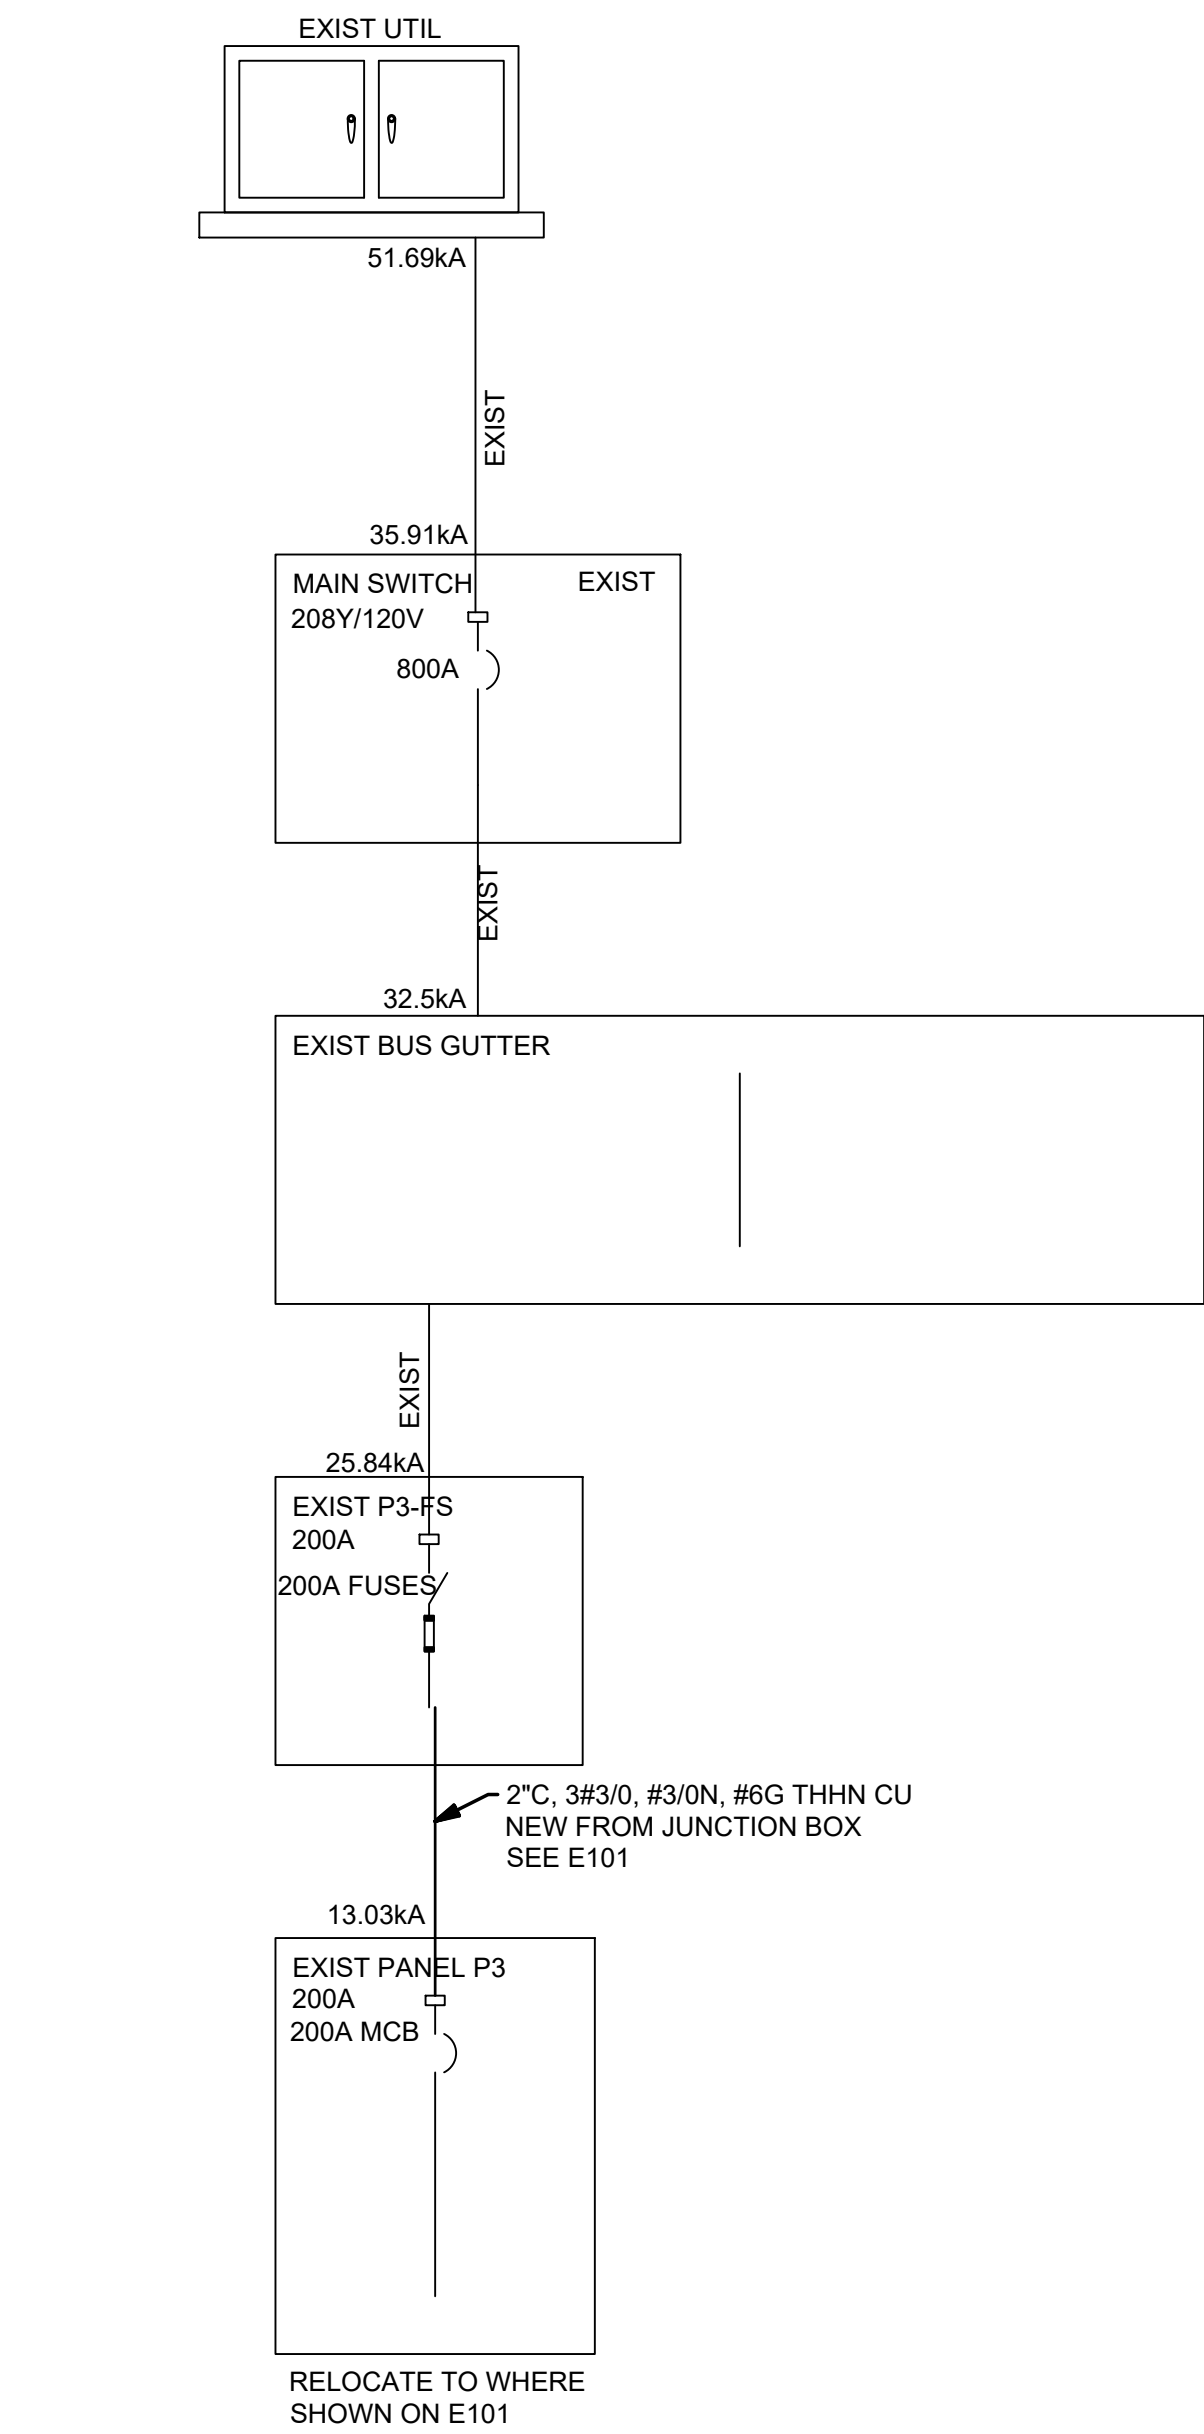 EXIST UTIL
51.69kA
EXIST
35.91kA
MAIN SWITCH
EXIST
208Y/120V
800A
EXIST
32.5kA
EXIST BUS GUTTER
EXIST
25.84kA
EXIST P3-FS
200A
200A FUSES
2"C, 3#3/0, #3/0N, #6G THHN CU
NEW FROM JUNCTION BOX
SEE E101
13.03kA
EXIST PANEL P3
200A
200A MCB
RELOCATE TO WHERE
SHOWN ON E101